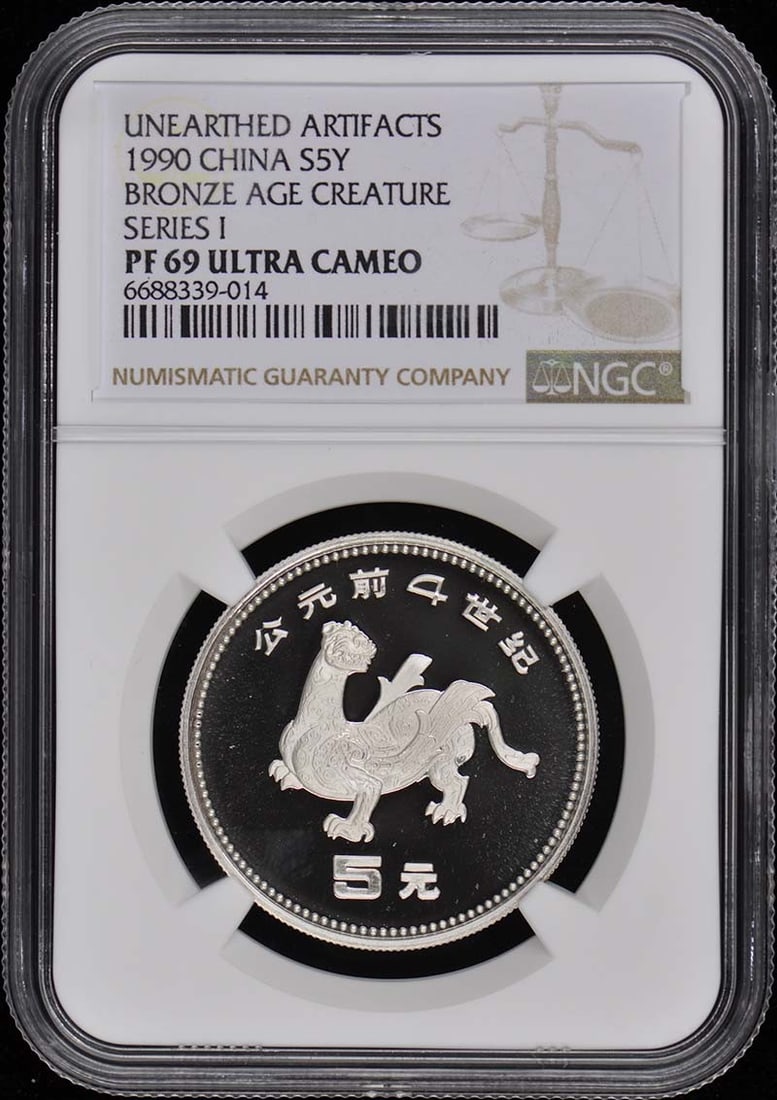 UNEARTHED ARTIFACTS
1990 CHINA S5Y
BRONZE AGE CREATURE
SERIES I
PF 69 ULTRA CAMEO
6688339-014
NUMISMATIC GUARANTY COMPANY
NGC®
公元前4世纪
5元